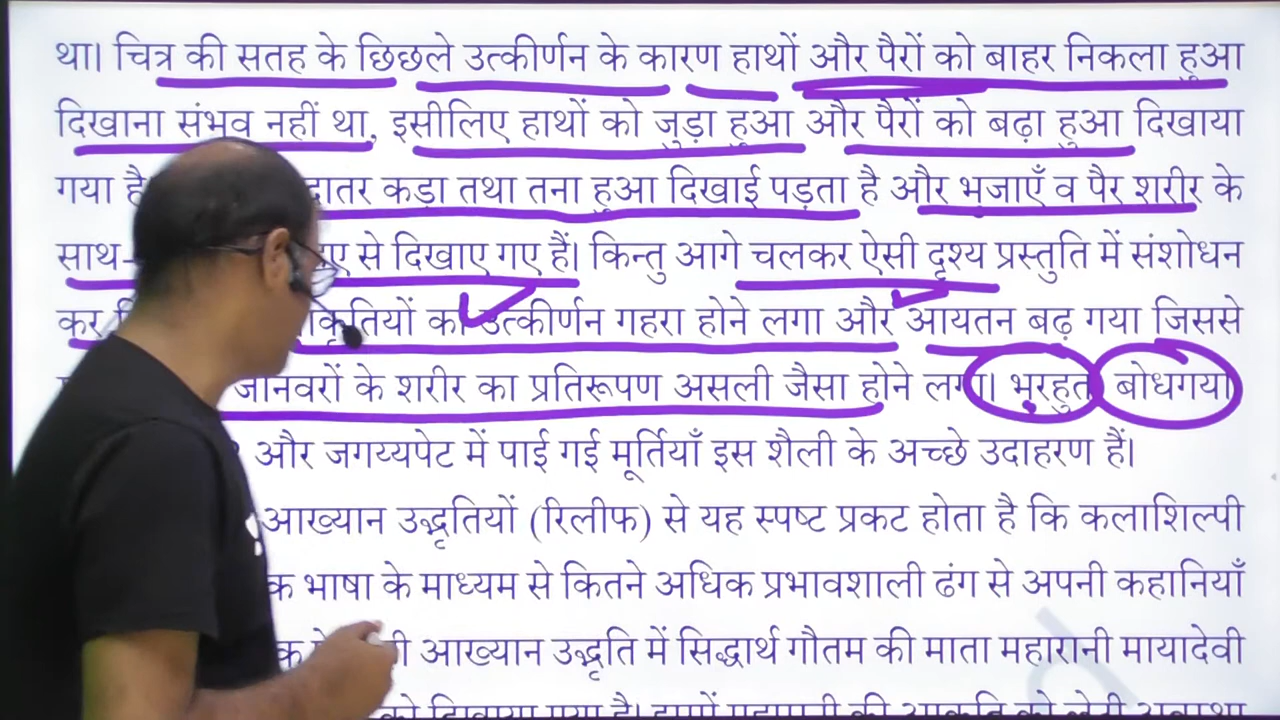 था। चित्र की सतह के छिछले उत्कीर्णन के कारण हाथों और पैरों को बाहर निकला हुआ
दिखाना संभव नहीं था, इसीलिए हाथों को जुड़ा हुआ और पैरों को बढ़ा हुआ दिखाया
गया कड़ा तथा तना हुआ दिखाई पड़ता है और भुजाएँ व पैर शरीर के
साथ- से दिखाए गए हैं। किन्तु आगे चलकर ऐसी दृश्य प्रस्तुति में संशोधन
कर का उत्कीर्णन गहरा होने लगा और आयतन बढ़ गया जिससे
जानवरों के शरीर का प्रतिरूपण असली जैसा होने लगा। भरहुत बोधगया
और जगय्यपेट में पाई गई मूर्तियाँ इस शैली के अच्छे उदाहरण हैं।
आख्यान उद्धृतियों (रिलीफ) से यह स्पष्ट प्रकट होता है कि कलाशिल्पी
भाषा के माध्यम से कितने अधिक प्रभावशाली ढंग से अपनी कहानियाँ
आख्यान उद्धृति में सिद्धार्थ गौतम की माता महारानी मायादेवी